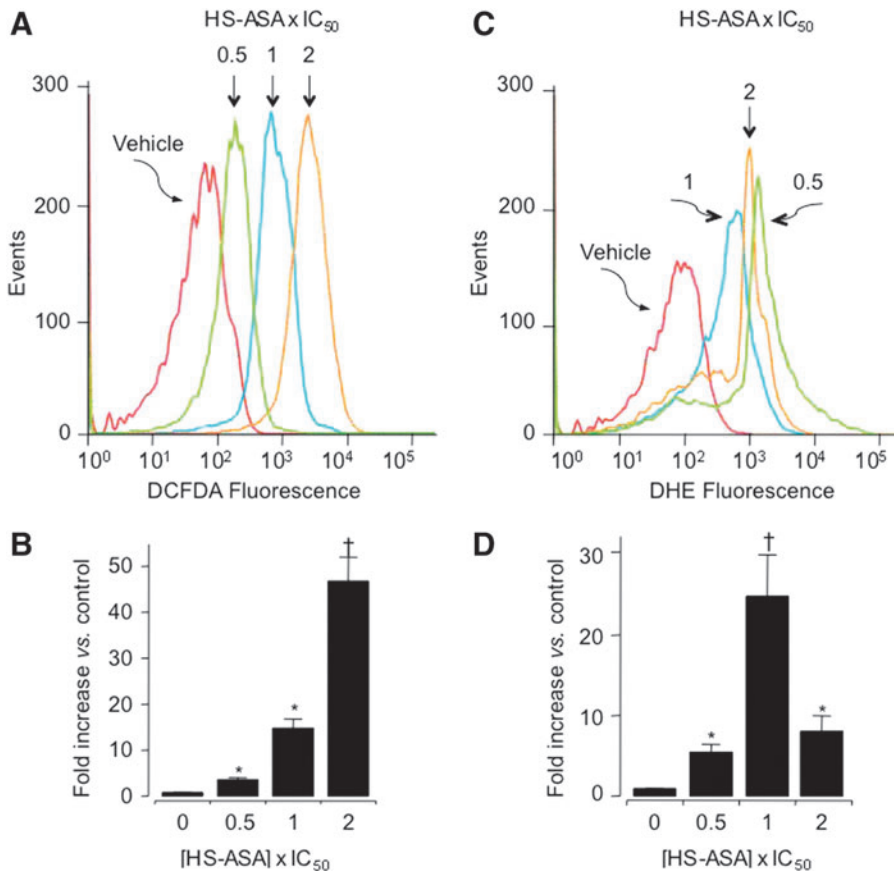 A
HS-ASA x IC50
0.5 1 2
300
200
100
0
Events
Vehicle
10^0 10^1 10^2 10^3 10^4 10^5
DCFDA Fluorescence
C
HS-ASA x IC50
2
1
0.5
300
200
100
0
Events
Vehicle
10^0 10^1 10^2 10^3 10^4 10^5
DHE Fluorescence
B
Fold increase vs. control
50
40
30
20
10
0
*
*
†
0 0.5 1 2
[HS-ASA] x IC50
D
Fold increase vs. control
30
20
10
0
*
†
*
0 0.5 1 2
[HS-ASA] x IC50